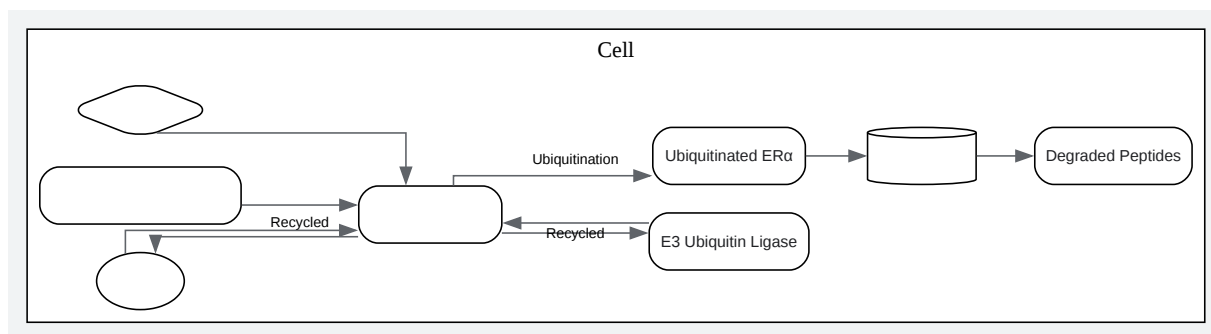 Cell
Ubiquitination
Ubiquitinated ERα
Degraded Peptides
Recycled
Recycled
E3 Ubiquitin Ligase